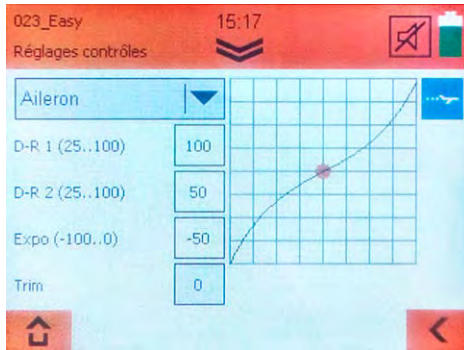 023_Easy
15:17
Réglages contrôles
Aileron
D-R 1 (25..100)
100
D-R 2 (25..100)
50
Expo (-100..0)
-50
Trim
0